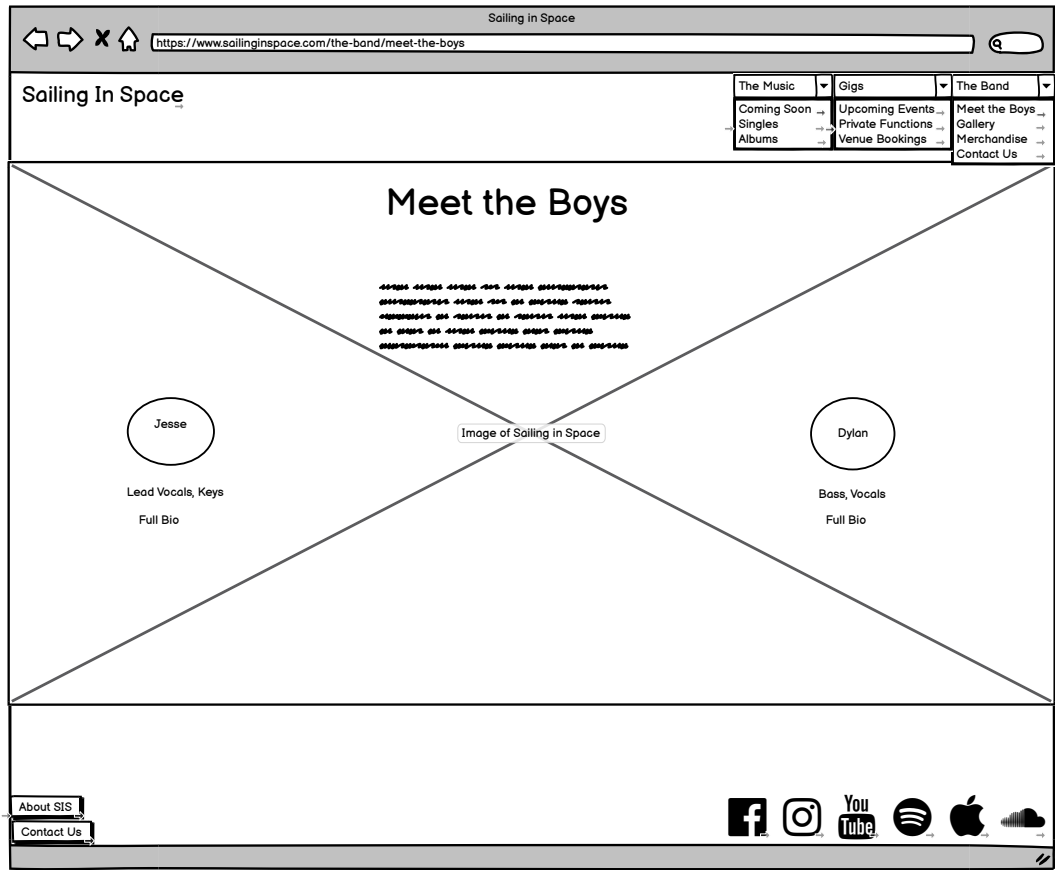 Sailing in Space
https://www.sailinginspace.com/the-band/meet-the-boys
Sailing In Space
The Music
Coming Soon
Singles
Albums
Gigs
Upcoming Events
Private Functions
Venue Bookings
The Band
Meet the Boys
Gallery
Merchandise
Contact Us
Meet the Boys
Image of Sailing in Space
Jesse
Lead Vocals, Keys
Full Bio
Dylan
Bass, Vocals
Full Bio
About SIS
Contact Us
You
Tube